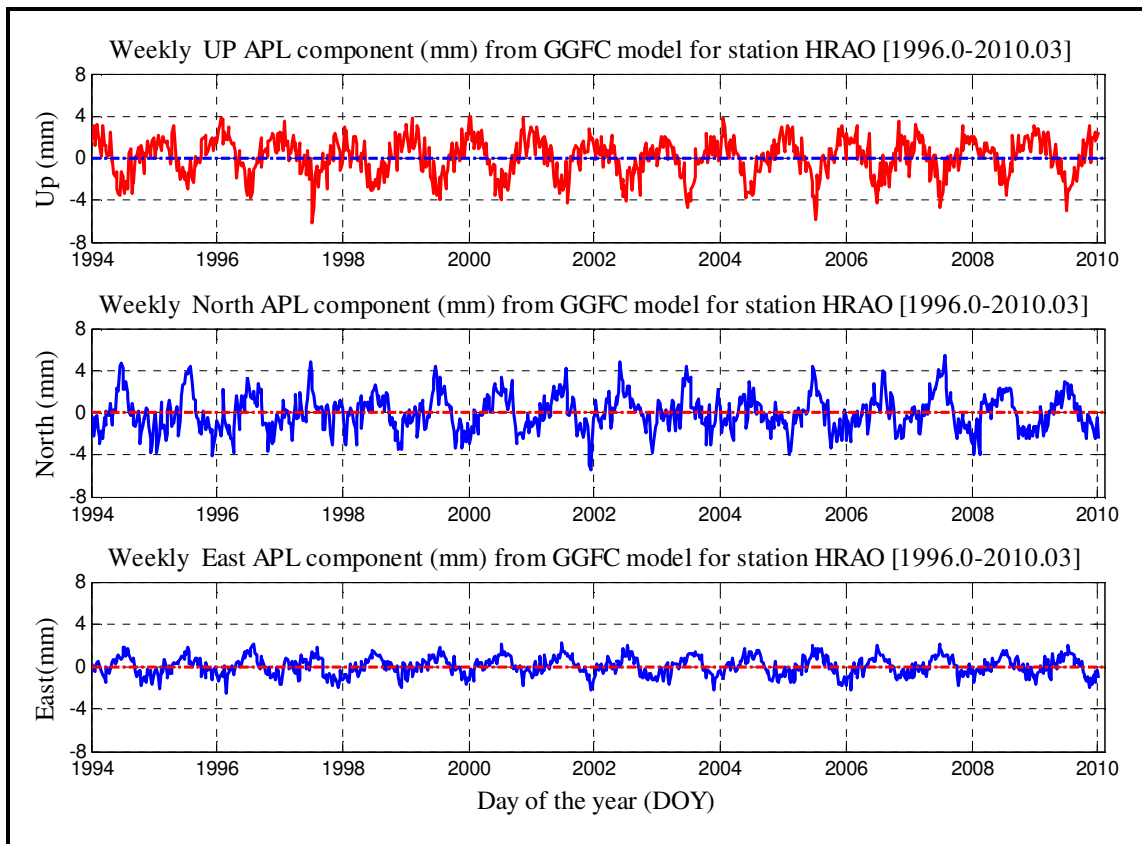 Weekly UP APL component (mm) from GGFC model for station HRAO [1996.0-2010.03]
8
4
0
-4
-8
Up (mm)
1994 1996 1998 2000 2002 2004 2006 2008 2010
Weekly North APL component (mm) from GGFC model for station HRAO [1996.0-2010.03]
8
4
0
-4
-8
North (mm)
1994 1996 1998 2000 2002 2004 2006 2008 2010
Weekly East APL component (mm) from GGFC model for station HRAO [1996.0-2010.03]
8
4
0
-4
-8
East(mm)
1994 1996 1998 2000 2002 2004 2006 2008 2010
Day of the year (DOY)